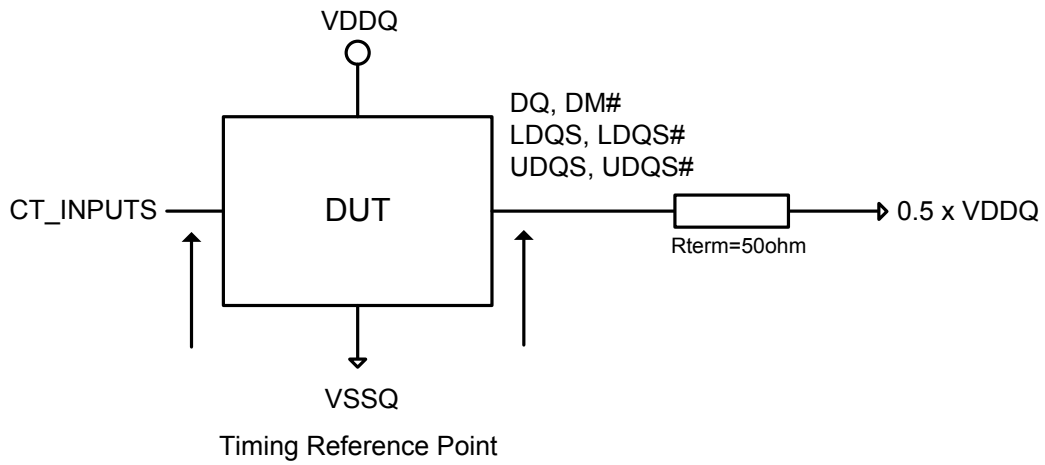 VDDQ
DQ, DM#
LDQS, LDQS#
UDQS, UDQS#
CT_INPUTS
DUT
0.5 x VDDQ
Rterm=50ohm
VSSQ
Timing Reference Point